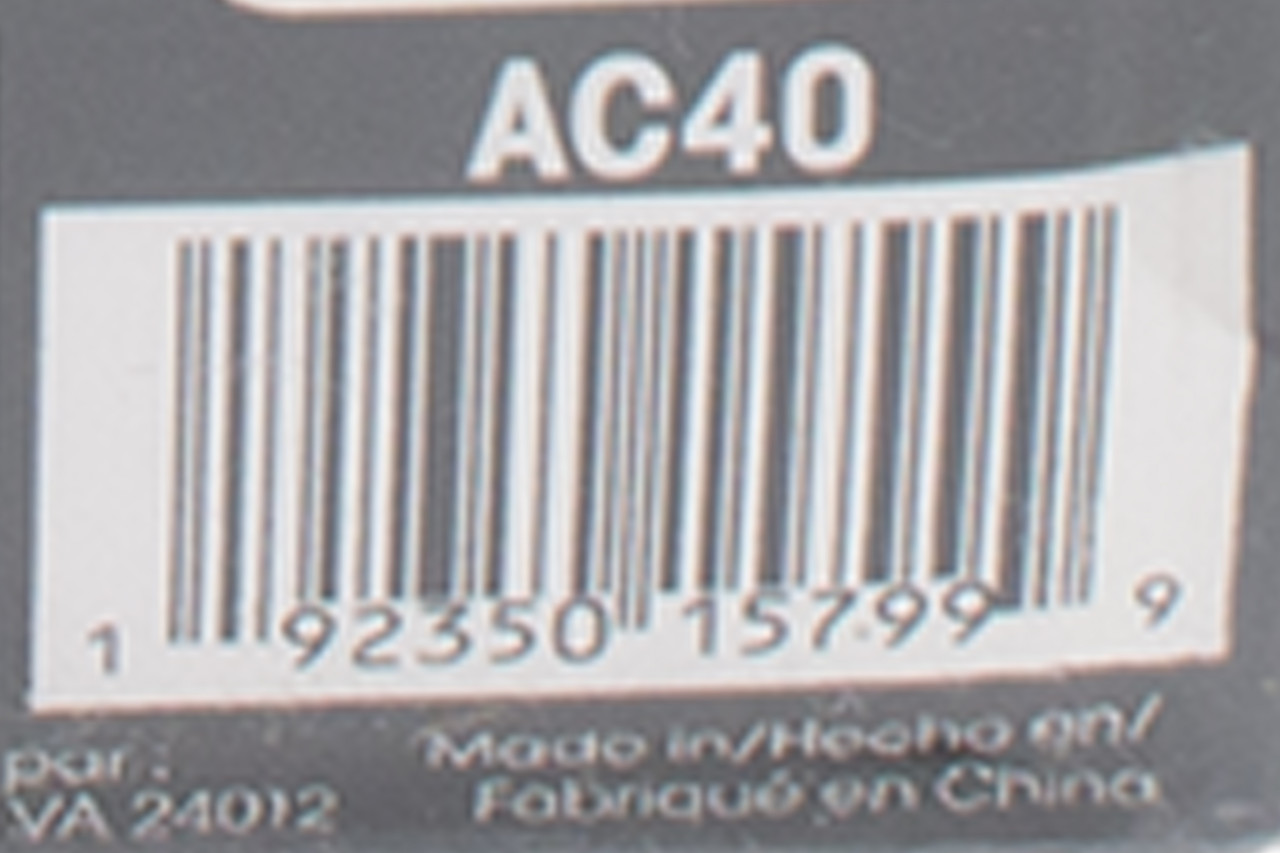 AC40
1 92350 15799 9
par :
VA 24012
Made in/Hecho en/
Fabriqué en China